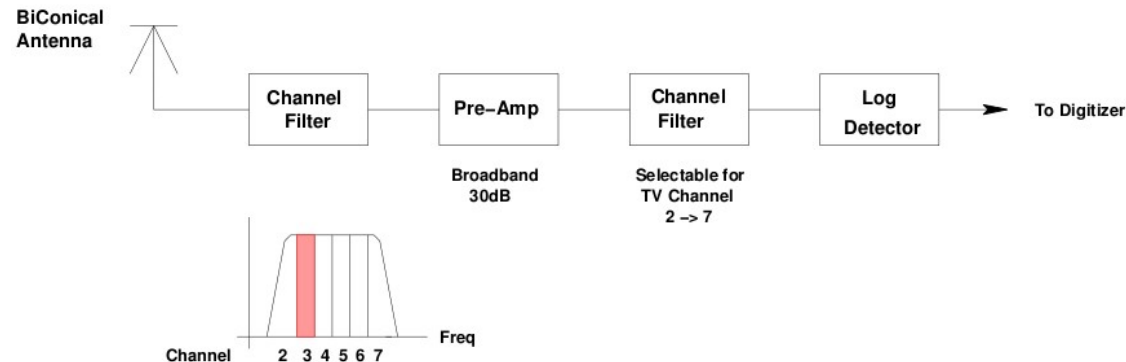 BiConical
Antenna
Channel
Filter
Pre-Amp
Channel
Filter
Log
Detector
To Digitizer
Broadband
30dB
Selectable for
TV Channel
2 -> 7
Freq
Channel 2 3 4 5 6 7